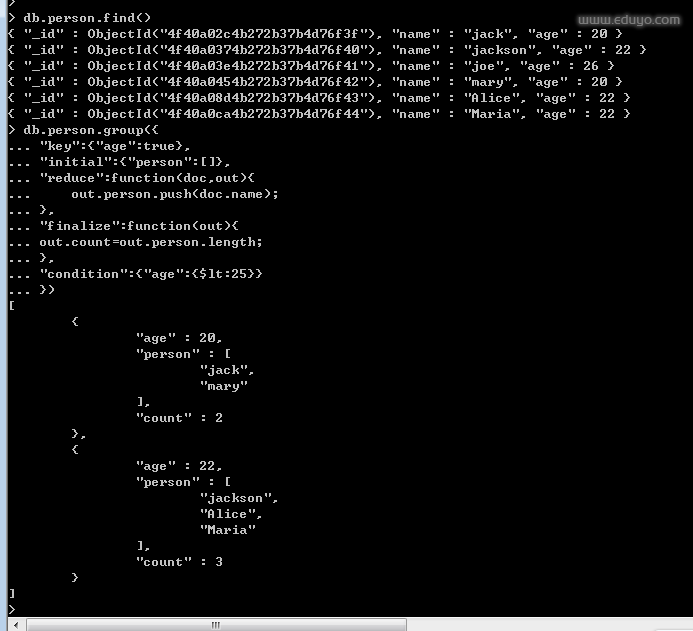 >
www.eduyo.com
> db.person.find()
{ "_id" : ObjectId("4f40a02c4b272b37b4d76f3f"), "name" : "jack", "age" : 20 }
{ "_id" : ObjectId("4f40a0374b272b37b4d76f40"), "name" : "jackson", "age" : 22 }
{ "_id" : ObjectId("4f40a03e4b272b37b4d76f41"), "name" : "joe", "age" : 26 }
{ "_id" : ObjectId("4f40a0454b272b37b4d76f42"), "name" : "mary", "age" : 20 }
{ "_id" : ObjectId("4f40a08d4b272b37b4d76f43"), "name" : "Alice", "age" : 22 }
{ "_id" : ObjectId("4f40a0ca4b272b37b4d76f44"), "name" : "Maria", "age" : 22 }
> db.person.group({
... "key":{"age":true},
... "initial":{"person":[]},
... "reduce":function(doc,out){
...     out.person.push(doc.name);
... },
... "finalize":function(out){
... out.count=out.person.length;
... },
... "condition":{"age":{$lt:25}}
... })
[
        {
                "age" : 20,
                "person" : [
                        "jack",
                        "mary"
                ],
                "count" : 2
        },
        {
                "age" : 22,
                "person" : [
                        "jackson",
                        "Alice",
                        "Maria"
                ],
                "count" : 3
        }
]
>